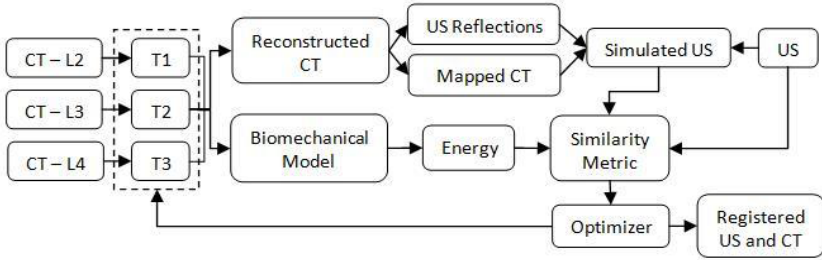 CT – L2
T1
CT – L3
T2
CT – L4
T3
Reconstructed
CT
US Reflections
Mapped CT
Simulated US
US
Biomechanical
Model
Energy
Similarity
Metric
Optimizer
Registered
US and CT